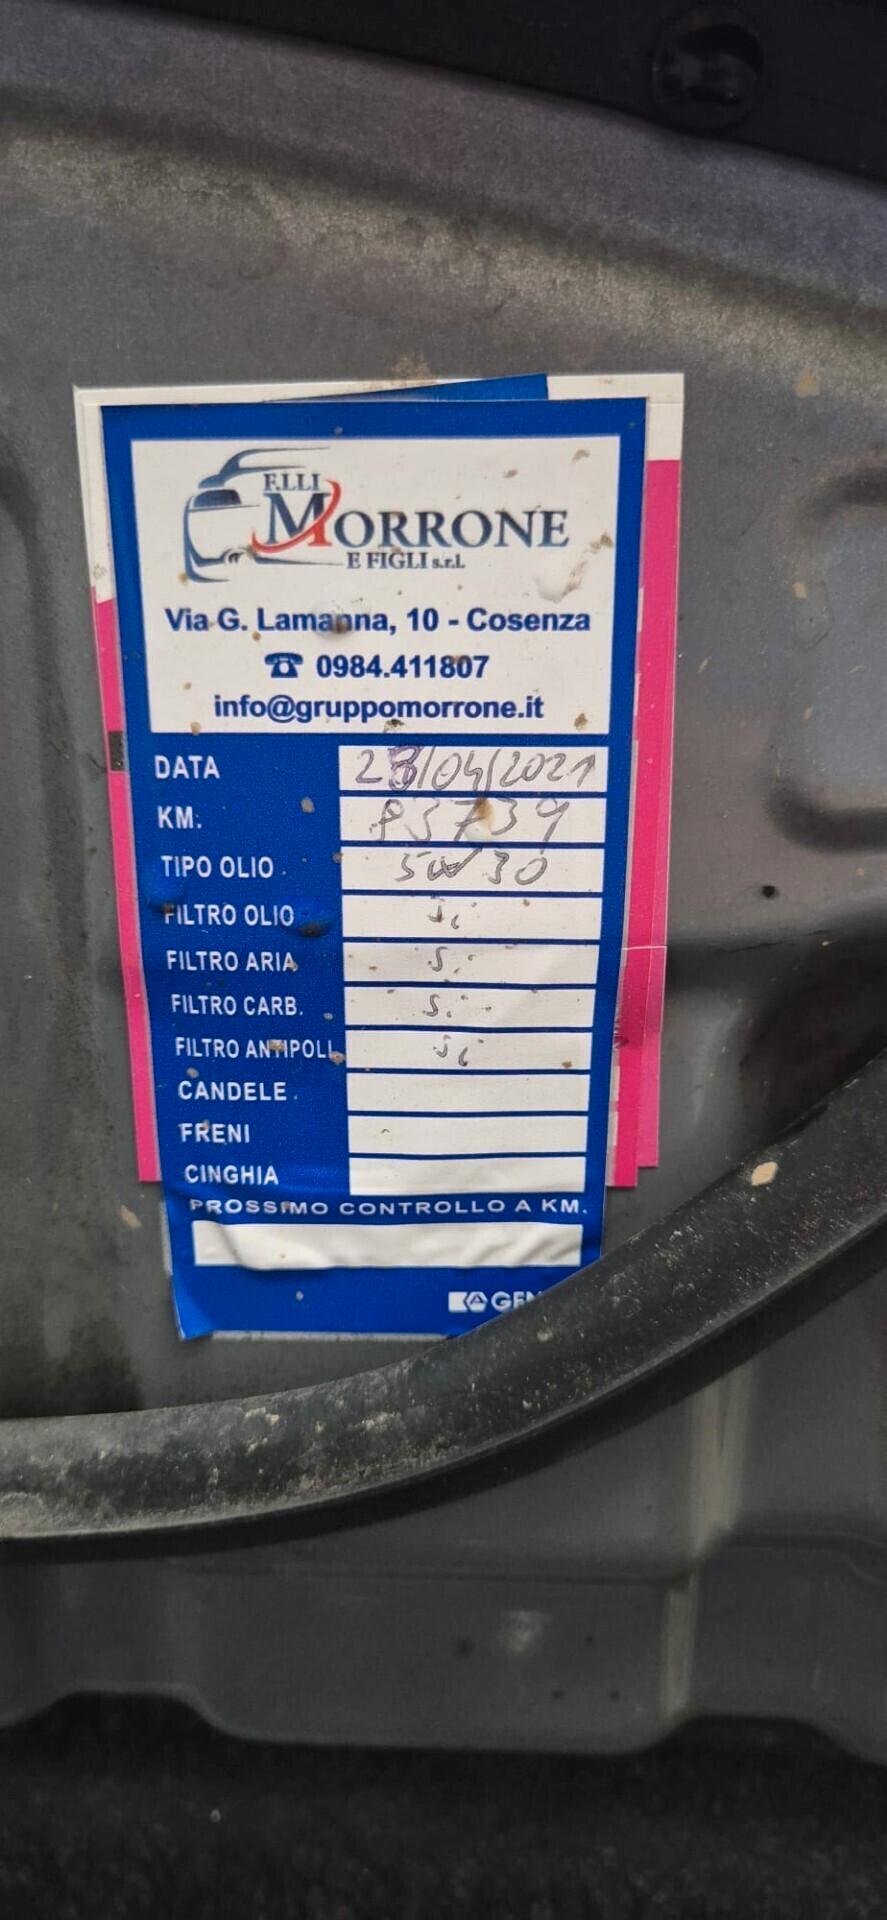 F.LLI
MORRONE
E FIGLI s.r.l.
Via G. Lamanna, 10 - Cosenza
☎ 0984.411807
info@gruppomorrone.it
DATA 28/04/2021
KM. 83739
TIPO OLIO 5w30
FILTRO OLIO Si
FILTRO ARIA Si
FILTRO CARB. Si
FILTRO ANTIPOLL. Si
CANDELE
FRENI
CINGHIA
PROSSIMO CONTROLLO A KM.